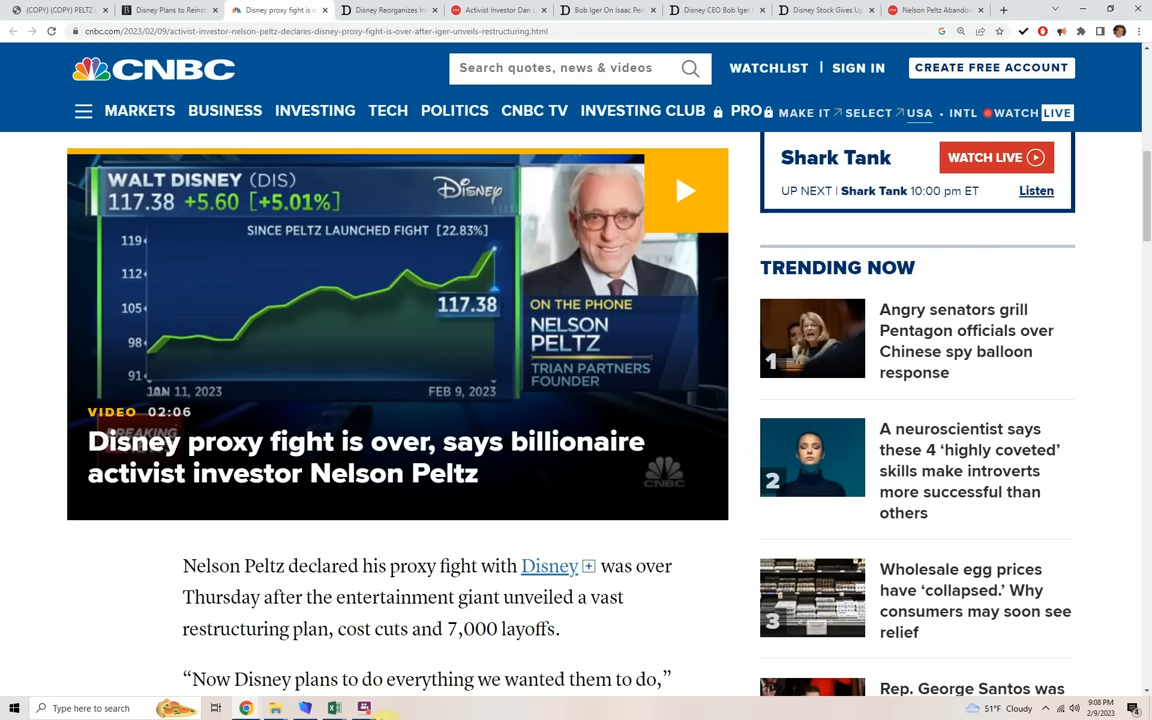 (COPY) (COPY) PELTZ
Disney Plans to Reinst
Disney proxy fight is o
Disney Reorganizes In
Activist Investor Dan L
Bob Iger On Isaac Per
Disney CEO Bob Iger
Disney Stock Gives Up
Nelson Peltz Abandon
cnbc.com/2023/02/09/activist-investor-nelson-peltz-declares-disney-proxy-fight-is-over-after-iger-unveils-restructuring.html
CNBC
Search quotes, news & videos
WATCHLIST
SIGN IN
CREATE FREE ACCOUNT
MARKETS
BUSINESS
INVESTING
TECH
POLITICS
CNBC TV
INVESTING CLUB
PRO
MAKE IT
SELECT
USA
INTL
WATCH LIVE
WALT DISNEY (DIS)
117.38 +5.60 [+5.01%]
Disney
SINCE PELTZ LAUNCHED FIGHT [22.83%]
119
112
105
98
91
117.38
JAN 11, 2023
FEB 9, 2023
ON THE PHONE
NELSON
PELTZ
TRIAN PARTNERS
FOUNDER
VIDEO 02:06
BREAKING
Disney proxy fight is over, says billionaire
activist investor Nelson Peltz
CNBC
Nelson Peltz declared his proxy fight with Disney + was over
Thursday after the entertainment giant unveiled a vast
restructuring plan, cost cuts and 7,000 layoffs.
“Now Disney plans to do everything we wanted them to do,”
Shark Tank
WATCH LIVE
UP NEXT | Shark Tank 10:00 pm ET
Listen
TRENDING NOW
1
Angry senators grill
Pentagon officials over
Chinese spy balloon
response
2
A neuroscientist says
these 4 ‘highly coveted’
skills make introverts
more successful than
others
3
Wholesale egg prices
have ‘collapsed.’ Why
consumers may soon see
relief
Rep. George Santos was
Type here to search
51°F Cloudy
9:08 PM
2/9/2023